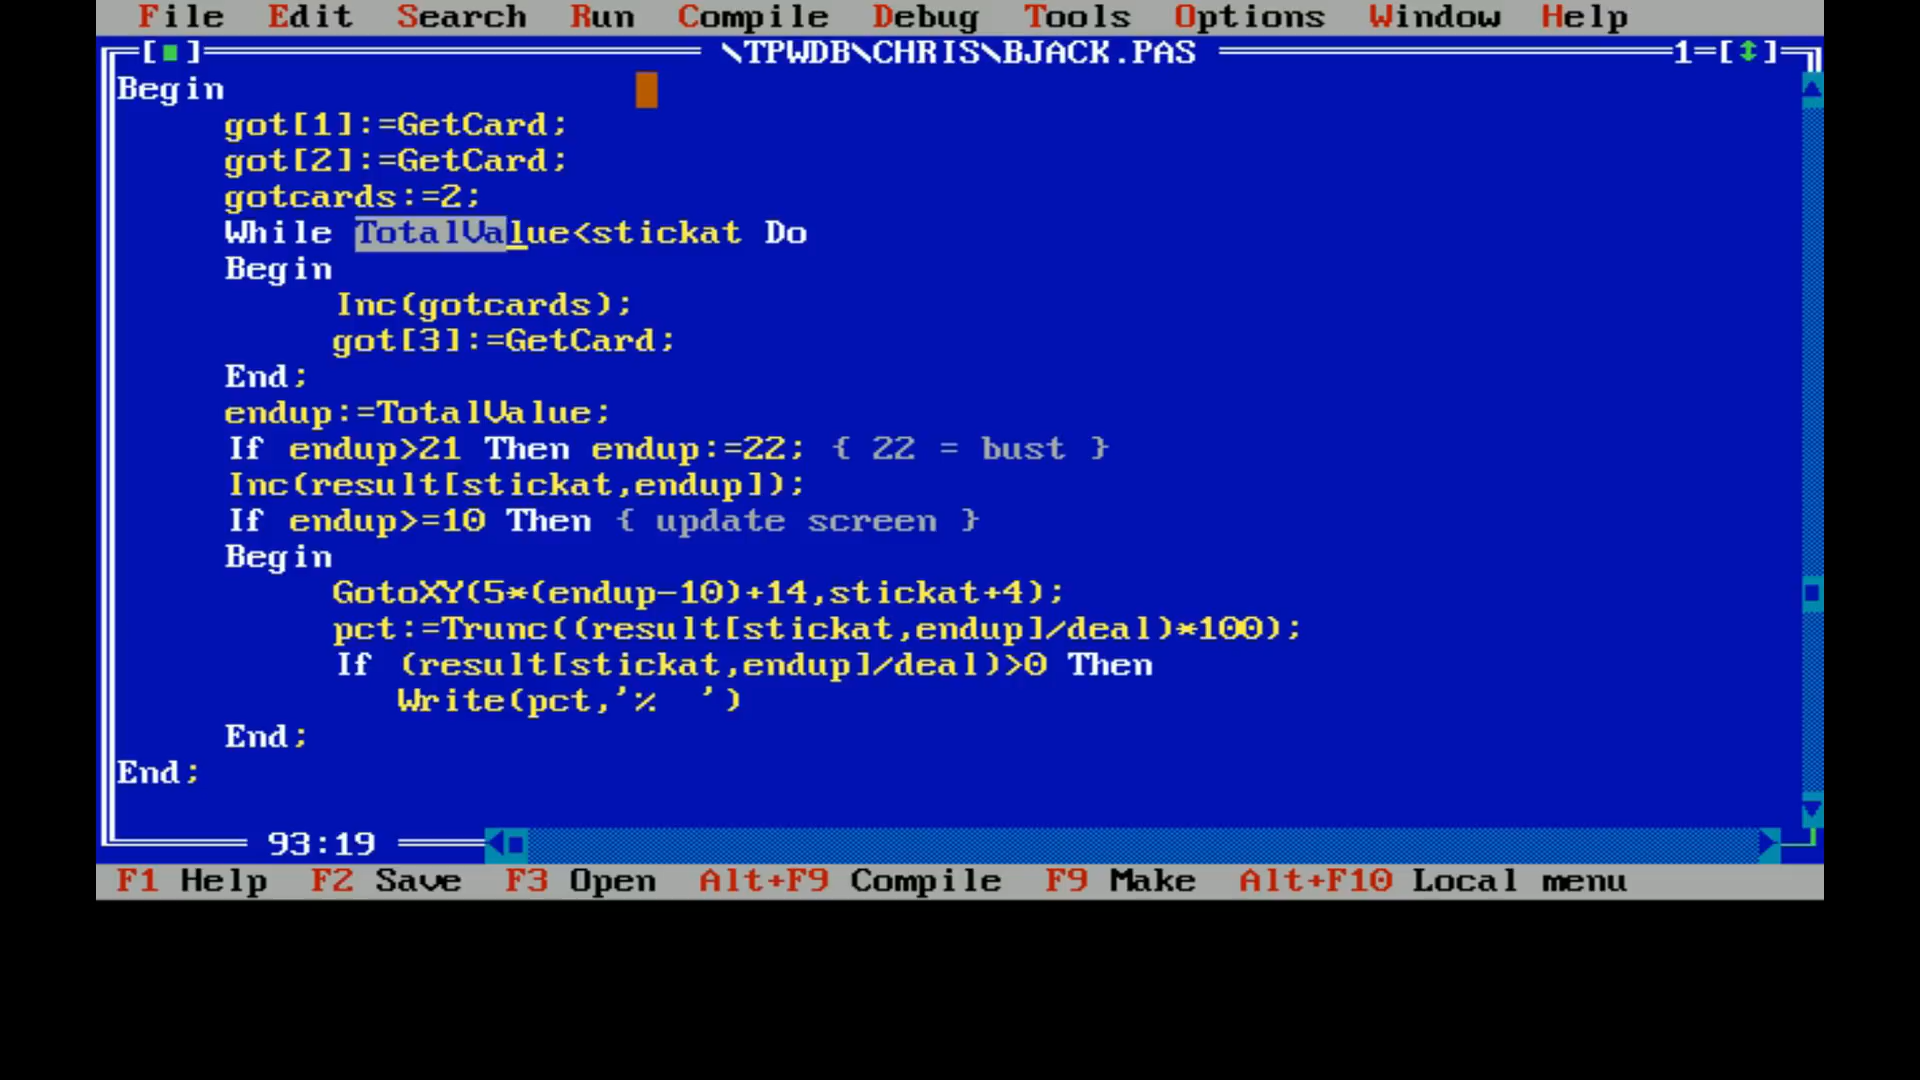 File Edit Search Run Compile Debug Tools Options Window Help
[■] \TPWDB\CHRIS\BJACK.PAS 1=[↕]
Begin
got[1]:=GetCard;
got[2]:=GetCard;
gotcards:=2;
While TotalValue<stickat Do
Begin
Inc(gotcards);
got[3]:=GetCard;
End;
endup:=TotalValue;
If endup>21 Then endup:=22; { 22 = bust }
Inc(result[stickat,endup]);
If endup>=10 Then { update screen }
Begin
GotoXY(5*(endup-10)+14,stickat+4);
pct:=Trunc((result[stickat,endup]/deal)*100);
If (result[stickat,endup]/deal)>0 Then
Write(pct,'%  ')
End;
End;
93:19
F1 Help F2 Save F3 Open Alt+F9 Compile F9 Make Alt+F10 Local menu